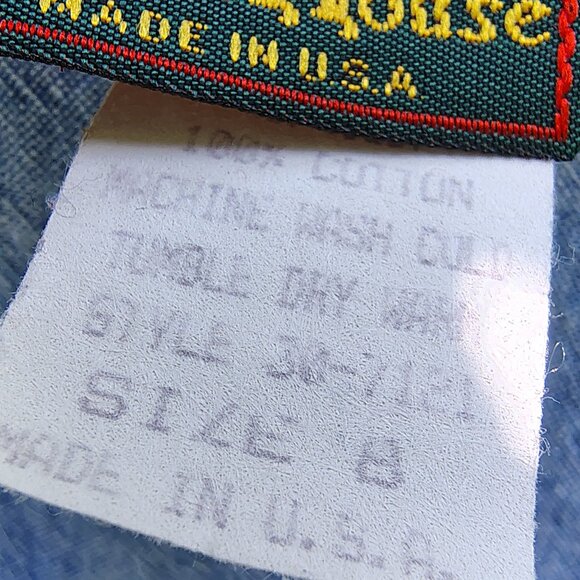 MADE IN U.S.A
100% COTTON
MACHINE WASH COLD
TUMBLE DRY WARM
STYLE
SIZE 8
MADE IN U.S.A.